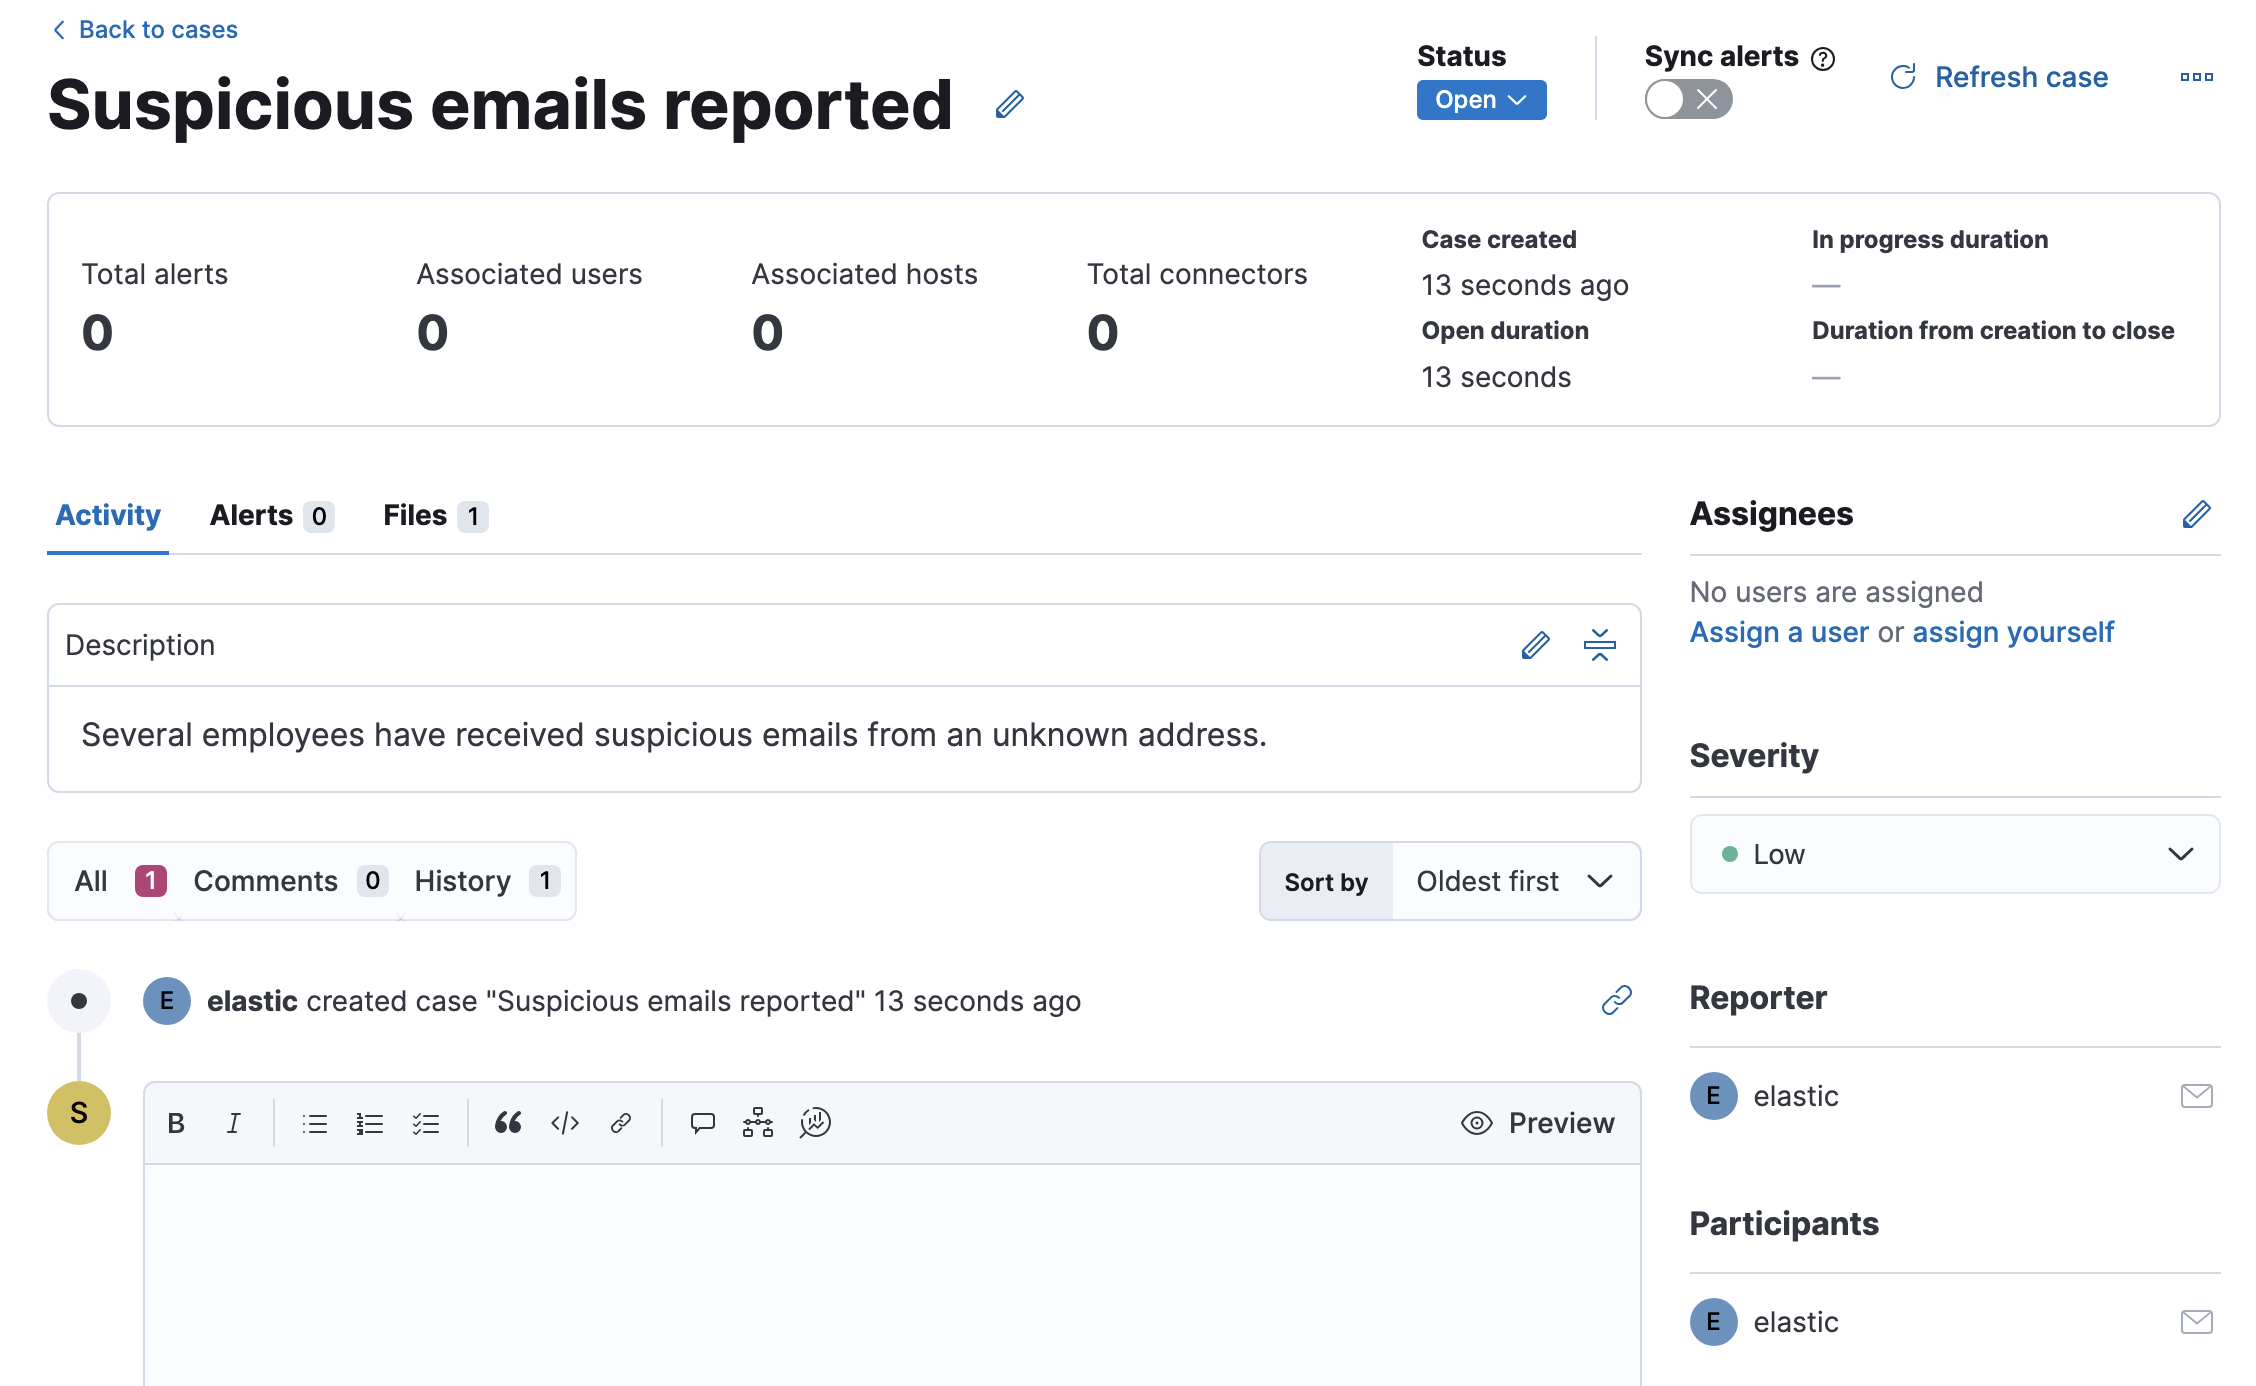 Back to cases
Suspicious emails reported
Status
Open
Sync alerts
Refresh case
Total alerts
0
Associated users
0
Associated hosts
0
Total connectors
0
Case created
13 seconds ago
Open duration
13 seconds
In progress duration
—
Duration from creation to close
—
Activity
Alerts 0
Files 1
Description
Several employees have received suspicious emails from an unknown address.
All 1 Comments 0 History 1
Sort by Oldest first
E elastic created case "Suspicious emails reported" 13 seconds ago
S
B I
Preview
Assignees
No users are assigned
Assign a user or assign yourself
Severity
Low
Reporter
E elastic
Participants
E elastic